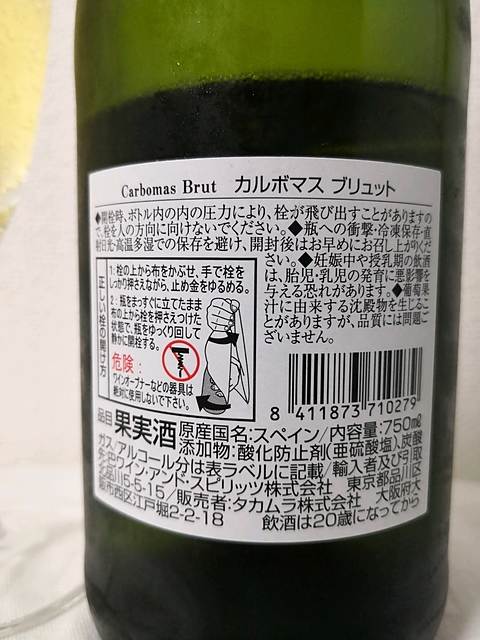 Carbomas Brut カルボマス ブリュット
◆開栓時、ボトル内の内の圧力により、栓が飛び出すことがありますの
で、栓を人の方向に向けないでください。◆瓶への衝撃・冷凍保存・直
射日光・高温多湿での保存を避け、開封後はお早めにお召し上がりくだ
さい。◆妊娠中や授乳期の飲酒
は、胎児・乳児の発育に悪影響を
与える恐れがあります。◆葡萄果
汁に由来する沈殿物を生じるこ
とがありますが、品質には問題ご
ざいません。
正しい栓の開け方
1:栓の上から布をかぶせ、手で栓を
しっかり押さえながら、止め金をゆるめる。
2:瓶をまっすぐに立てたまま
布の上から栓を押さえつけた
状態で、瓶をゆっくり回して
静かに開栓する。
危険:
ワインオープナーなどの器具は
絶対に使用しないで下さい。
8 411873 710279
品目 果実酒 原産国名:スペイン/内容量:750ml
添加物:酸化防止剤(亜硫酸塩)、炭酸
ガス/アルコール分は表ラベルに記載/輸入者及び引取
先:ワイン・アンド・スピリッツ株式会社 東京都品川区
北品川5-5-15/販売者:タカムラ株式会社 大阪府大
阪市西区江戸堀2-2-18 飲酒は20歳になってから